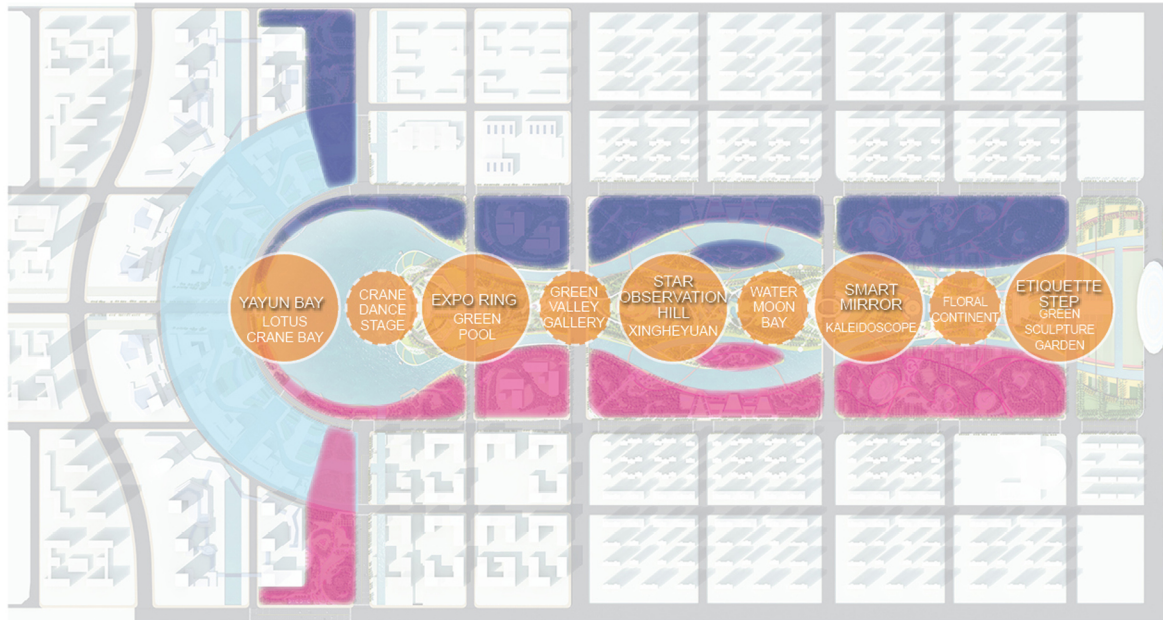 YAYUN BAY
LOTUS
CRANE BAY
CRANE
DANCE
STAGE
EXPO RING
GREEN
POOL
GREEN
VALLEY
GALLERY
STAR
OBSERVATION
HILL
XINGHEYUAN
WATER
MOON
BAY
SMART
MIRROR
KALEIDOSCOPE
FLORAL
CONTINENT
ETIQUETTE
STEP
GREEN
SCULPTURE
GARDEN